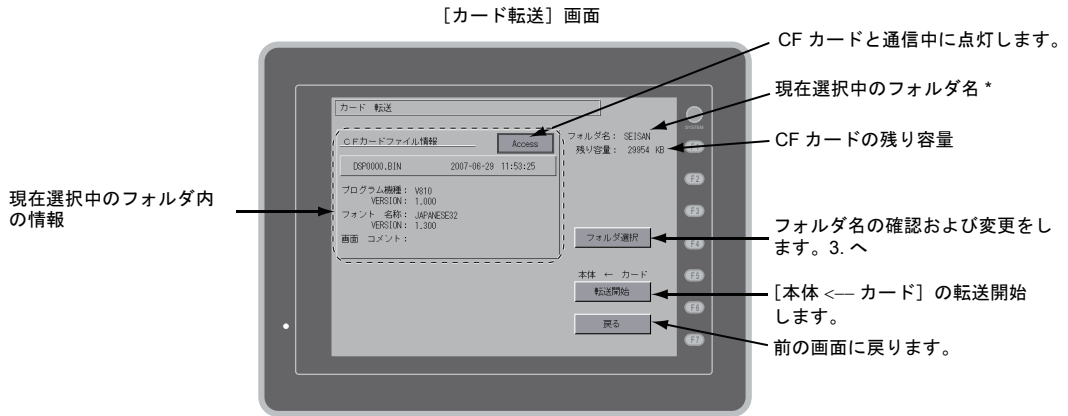 ［カード転送］画面
CF カードと通信中に点灯します。
現在選択中のフォルダ名 *
CF カードの残り容量
現在選択中のフォルダ内
の情報
フォルダ名の確認および変更をし
ます。3. へ
［本体 <–– カード］の転送開始
します。
前の画面に戻ります。
カード 転送
CFカードファイル情報
Access
DSP0000.BIN 2007-06-29 11:53:25
プログラム機種： V810
VERSION： 1.000
フォント 名称： JAPANESE32
VERSION： 1.300
画面 コメント：
フォルダ名： SEISAN
残り容量： 29954 KB
フォルダ選択
本体 ← カード
転送開始
戻る
SYSTEM
F2
F3
F4
F5
F6
F7